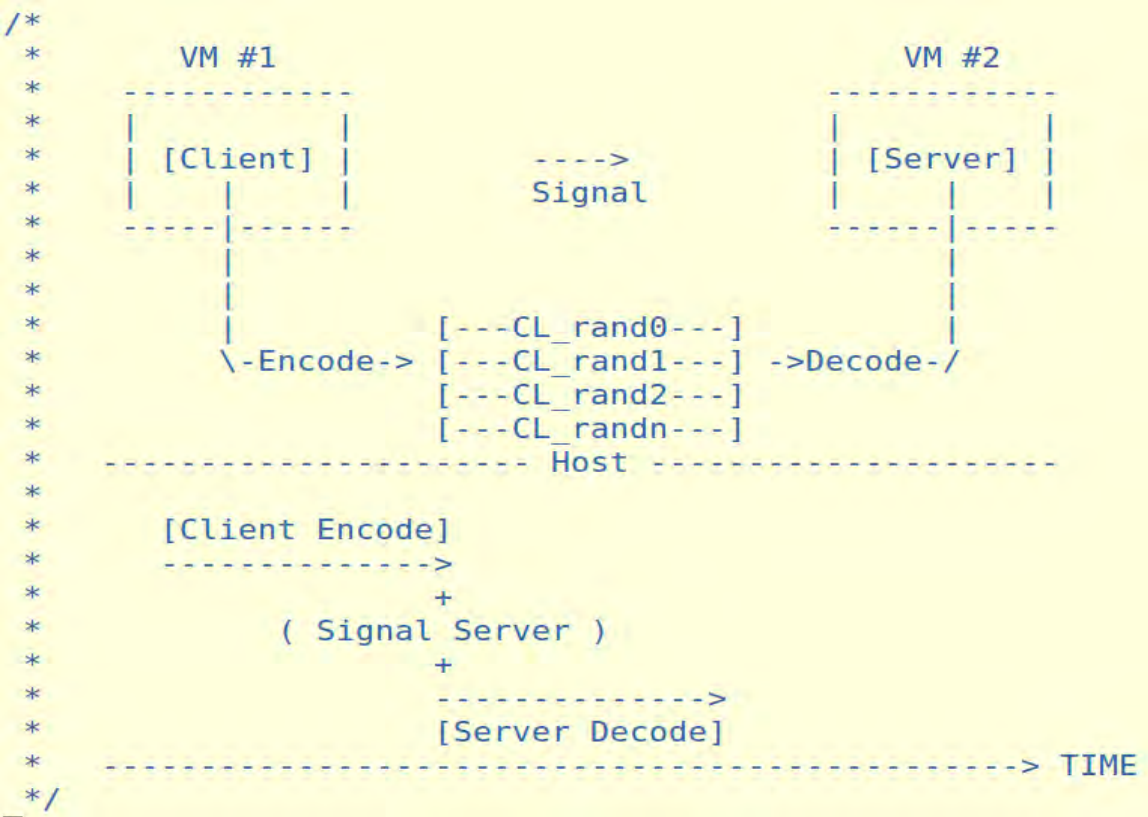 /*
 *        VM #1                                 VM #2
 *     ------------                         ------------
 *     |          |                         |          |
 *     | [Client] |         ---->           | [Server] |
 *     |    |     |         Signal          |     |    |
 *     -----|------                         ------|-----
 *          |                                     |
 *          |                                     |
 *          |          [---CL_rand0---]           |
 *          \-Encode-> [---CL_rand1---] ->Decode-/
 *                     [---CL_rand2---]
 *                     [---CL_randn---]
 *    ---------------------- Host ---------------------
 *
 *       [Client Encode]
 *       -------------->
 *                     +
 *             ( Signal Server )
 *                     +
 *                     -------------->
 *                     [Server Decode]
 *    -----------------------------------------------> TIME
 */